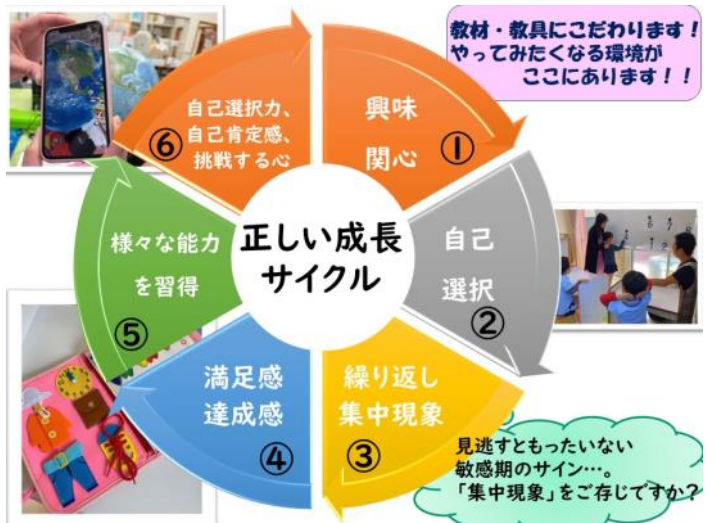 教材・教具にこだわります!
やってみたくなる環境が
ここにあります!!
正しい成長
サイクル
興味
関心
①
自己
選択
②
繰り返し
集中現象
③
満足感
達成感
④
様々な能力
を習得
⑤
自己選択力、
自己肯定感、
挑戦する心
⑥
見逃すともったいない
敏感期のサイン…。
「集中現象」をご存じですか?